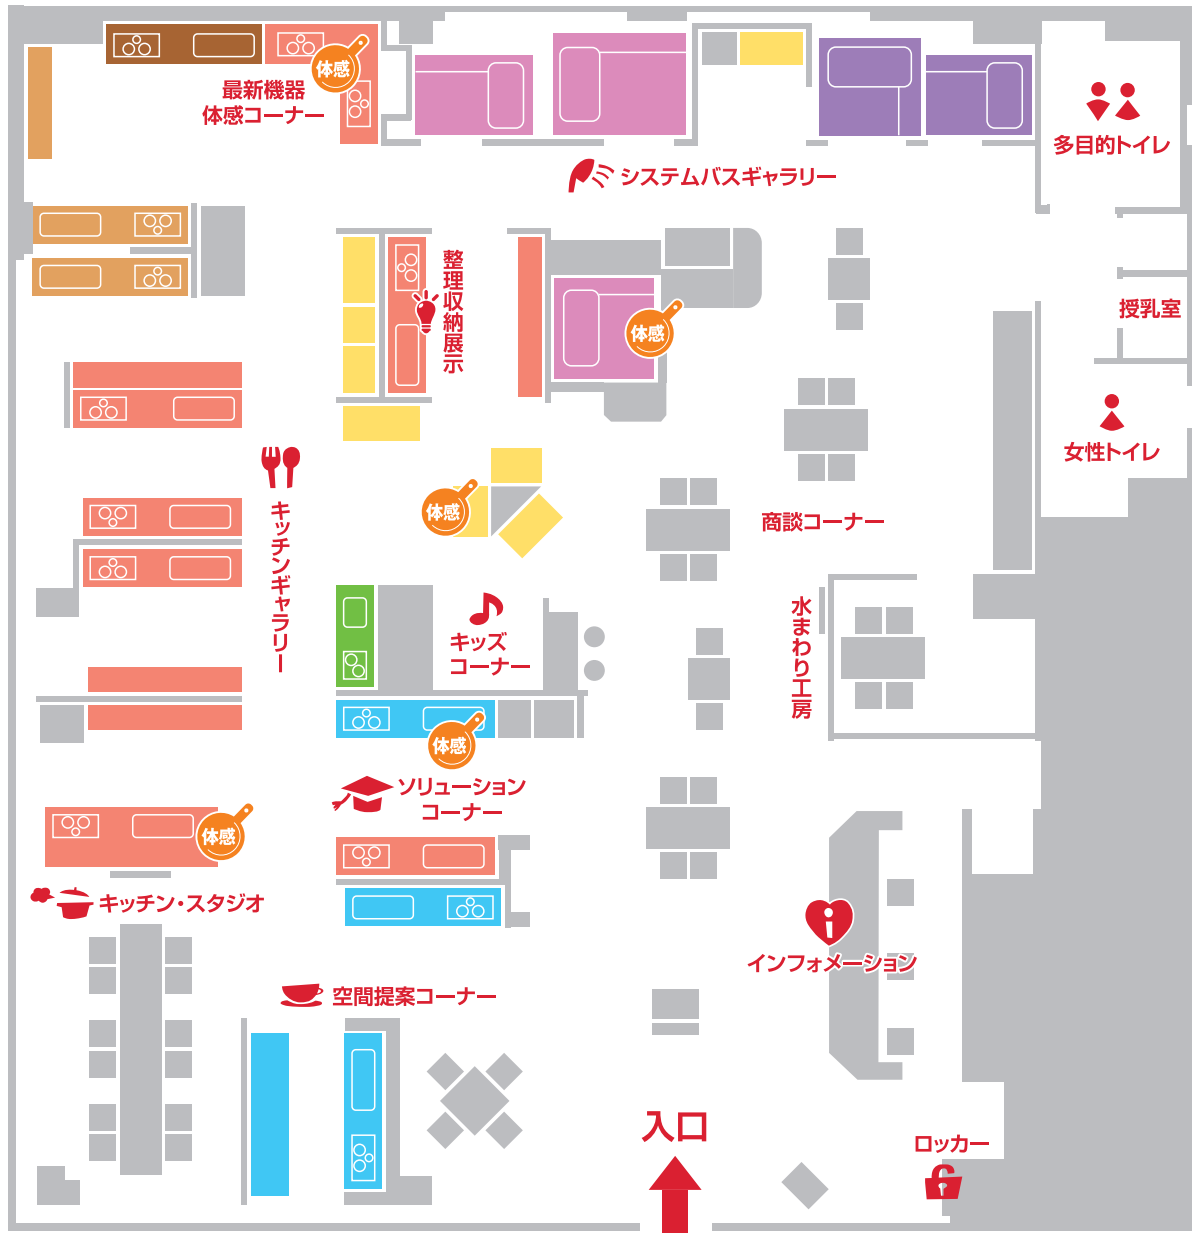 体感
最新機器
体感コーナー
多目的トイレ
システムバスギャラリー
整理収納展示
授乳室
体感
女性トイレ
キッチンギャラリー
体感
商談コーナー
水まわり工房
キッズ
コーナー
体感
ソリューション
コーナー
体感
キッチン・スタジオ
インフォメーション
空間提案コーナー
入口
ロッカー